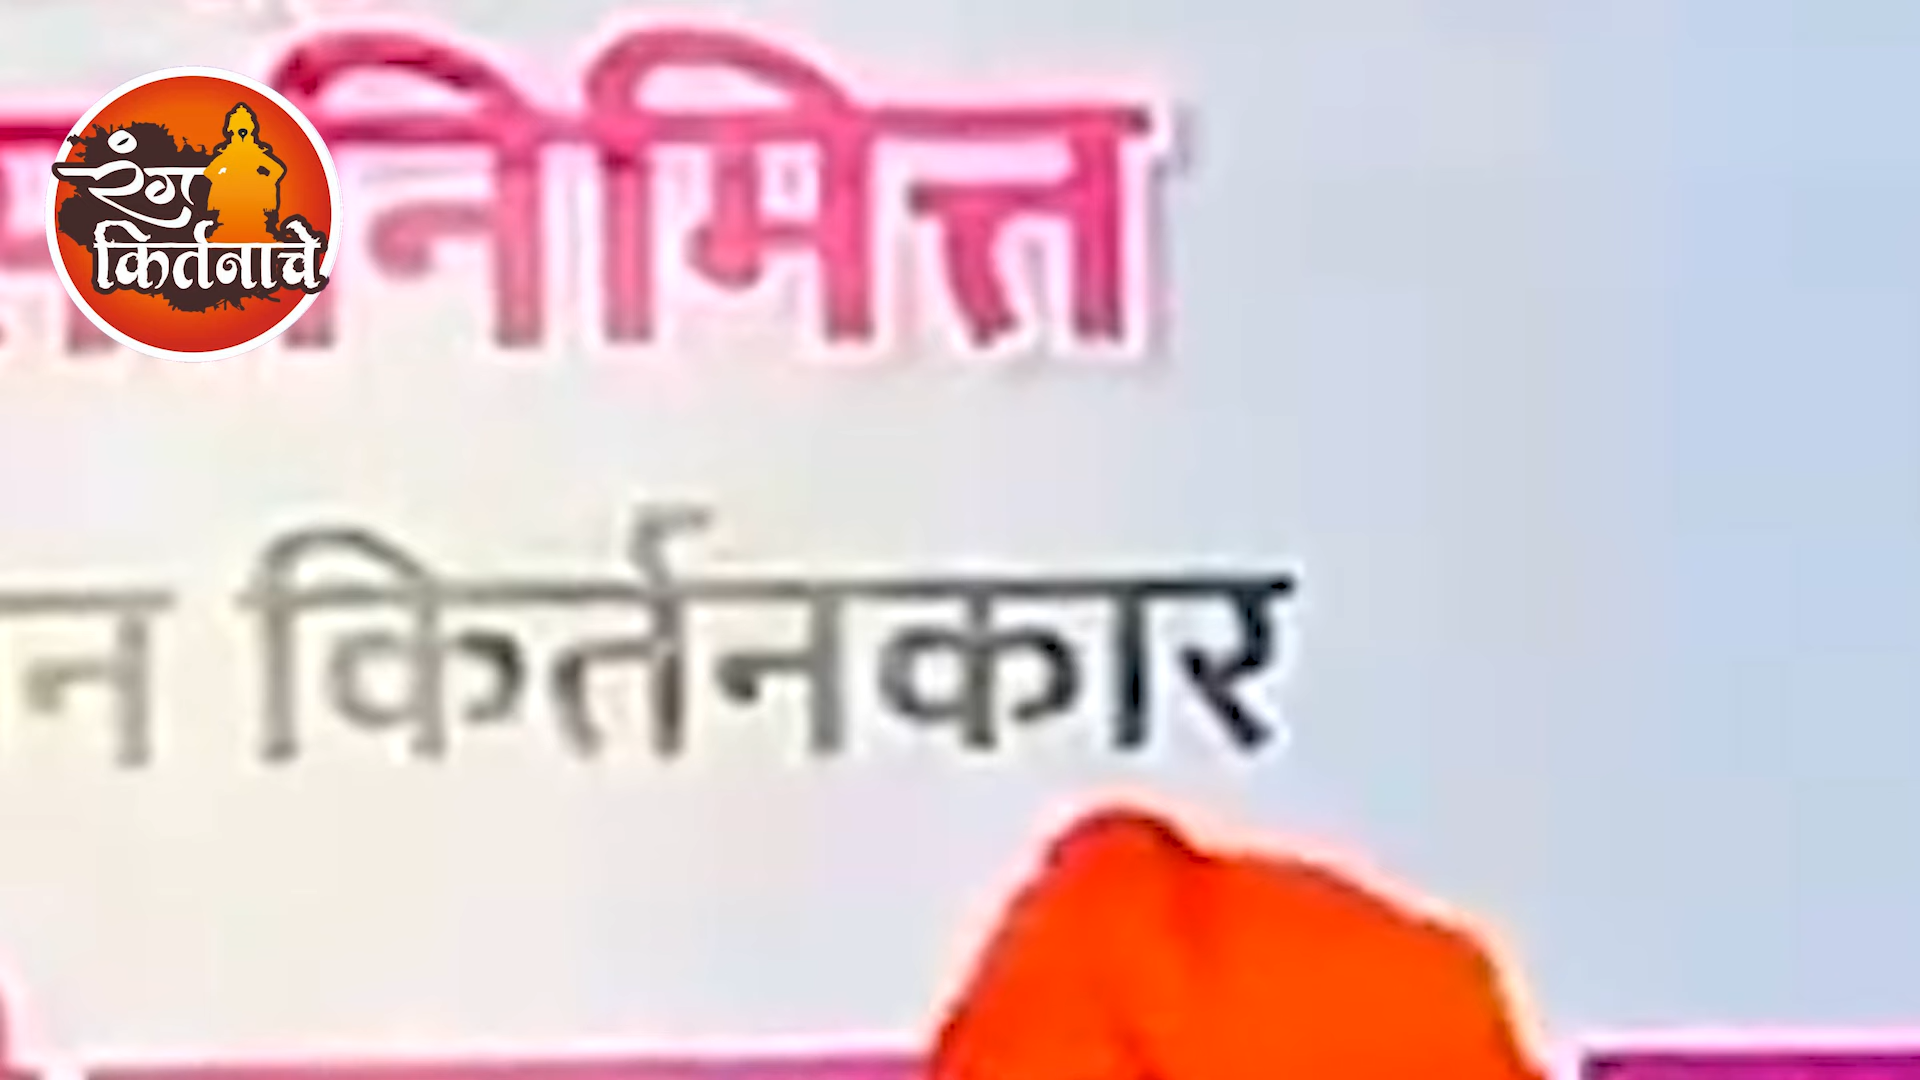 निमित्त
रंग
किर्तनाचे
न किर्तनकार